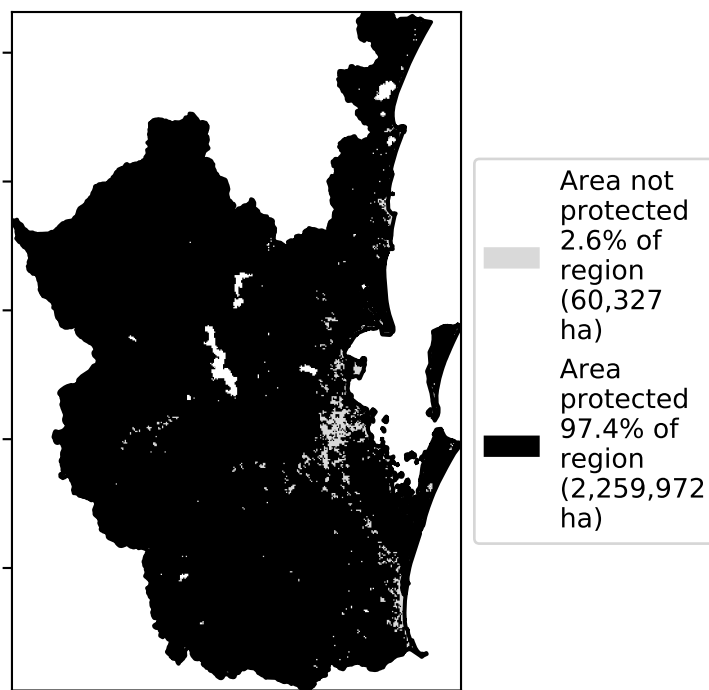 Area not
protected
2.6% of
region
(60,327
ha)
Area
protected
97.4% of
region
(2,259,972
ha)